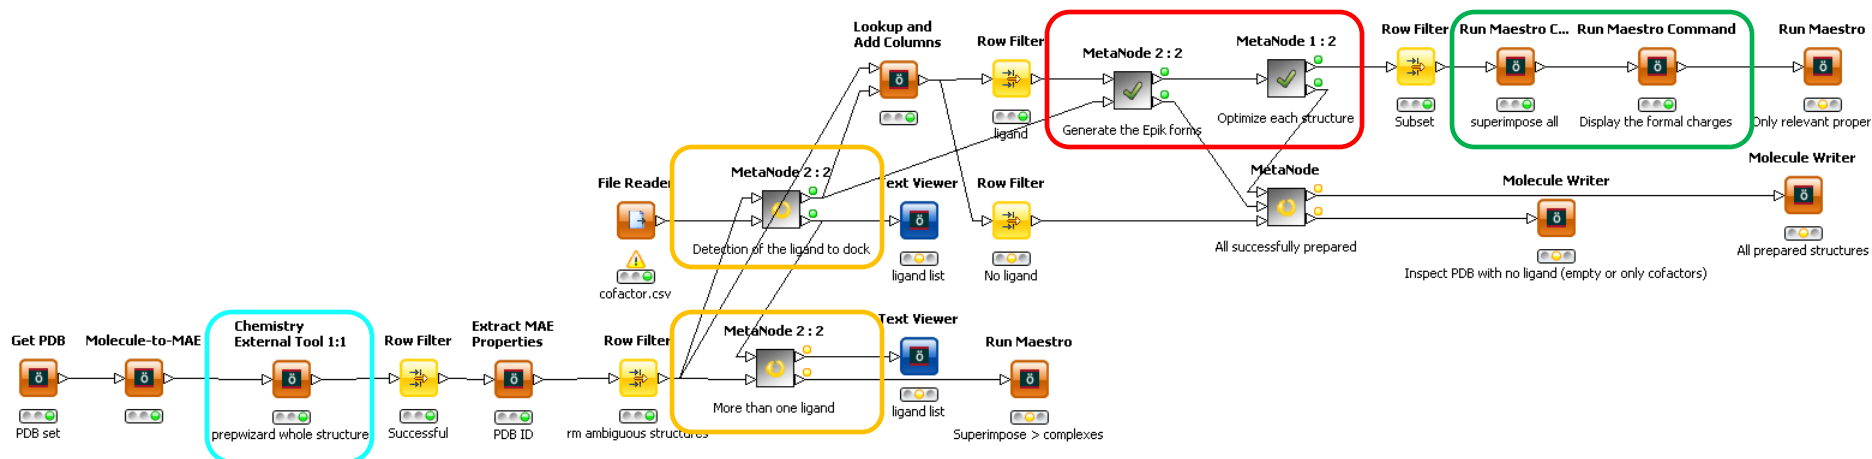 Lookup and
Add Columns
Row Filter
ligand
MetaNode 2 : 2
Generate the Epik forms
MetaNode 1 : 2
Optimize each structure
Row Filter
Subset
Run Maestro C...
superimpose all
Run Maestro Command
Display the formal charges
Run Maestro
Only relevant proper
File Reader
cofactor.csv
MetaNode 2 : 2
Detection of the ligand to dock
Text Viewer
ligand list
Row Filter
No ligand
MetaNode
All successfully prepared
Molecule Writer
Inspect PDB with no ligand (empty or only cofactors)
Molecule Writer
All prepared structures
Get PDB
PDB set
Molecule-to-MAE
Chemistry
External Tool 1:1
prepwizard whole structure
Row Filter
Successful
Extract MAE
Properties
PDB ID
Row Filter
rm ambiguous structures
MetaNode 2 : 2
More than one ligand
Text Viewer
ligand list
Run Maestro
Superimpose > complexes